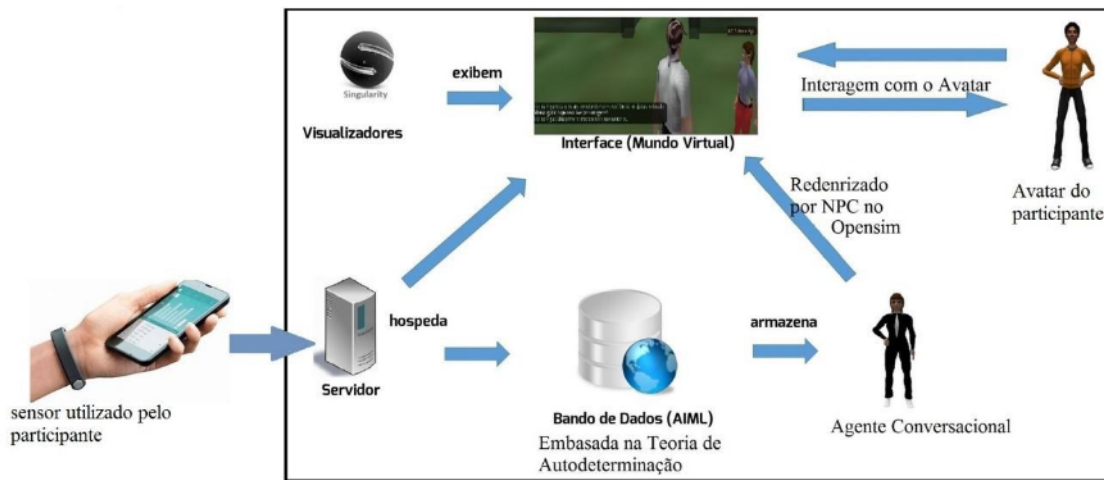 Singularity
Visualizadores
exibem
Interface (Mundo Virtual)
Interagem com o Avatar
Avatar do
participante
Redenrizado
por NPC no
Opensim
sensor utilizado pelo
participante
Servidor
hospeda
Bando de Dados (AIML)
Embasada na Teoria de
Autodeterminação
armazena
Agente Conversacional